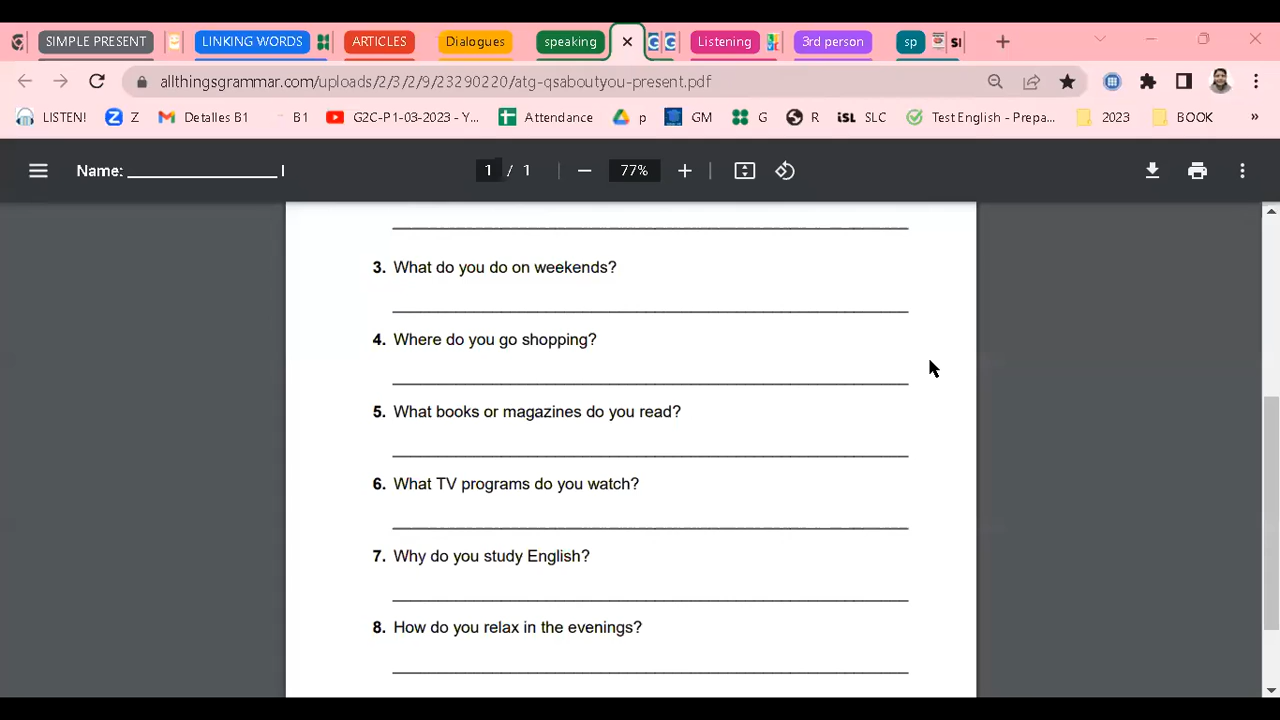 SIMPLE PRESENT LINKING WORDS ARTICLES Dialogues speaking Listening 3rd person sp
allthingsgrammar.com/uploads/2/3/2/9/23290220/atg-qsaboutyou-present.pdf
LISTEN! Z Detalles B1 B1 G2C-P1-03-2023 - Y... Attendance p GM G R iSL SLC Test English - Prepa... 2023 BOOK »
Name: ________________ 1 / 1 77%
3. What do you do on weekends?
4. Where do you go shopping?
5. What books or magazines do you read?
6. What TV programs do you watch?
7. Why do you study English?
8. How do you relax in the evenings?